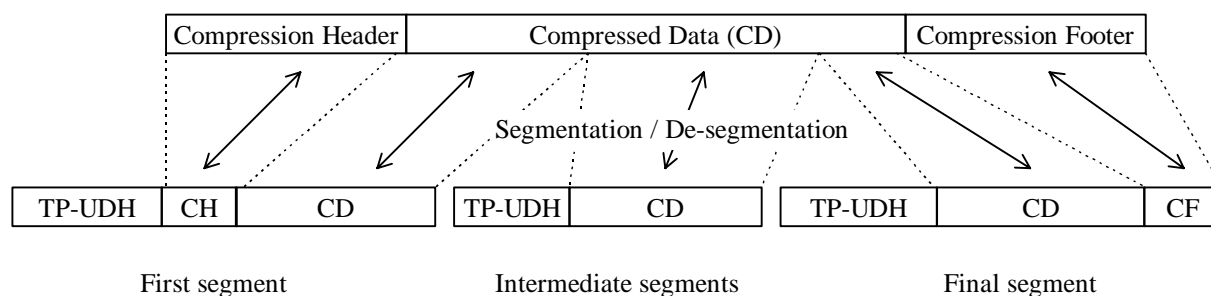 Compression Header Compressed Data (CD) Compression Footer
Segmentation / De-segmentation
TP-UDH CH CD TP-UDH CD TP-UDH CD CF
First segment Intermediate segments Final segment